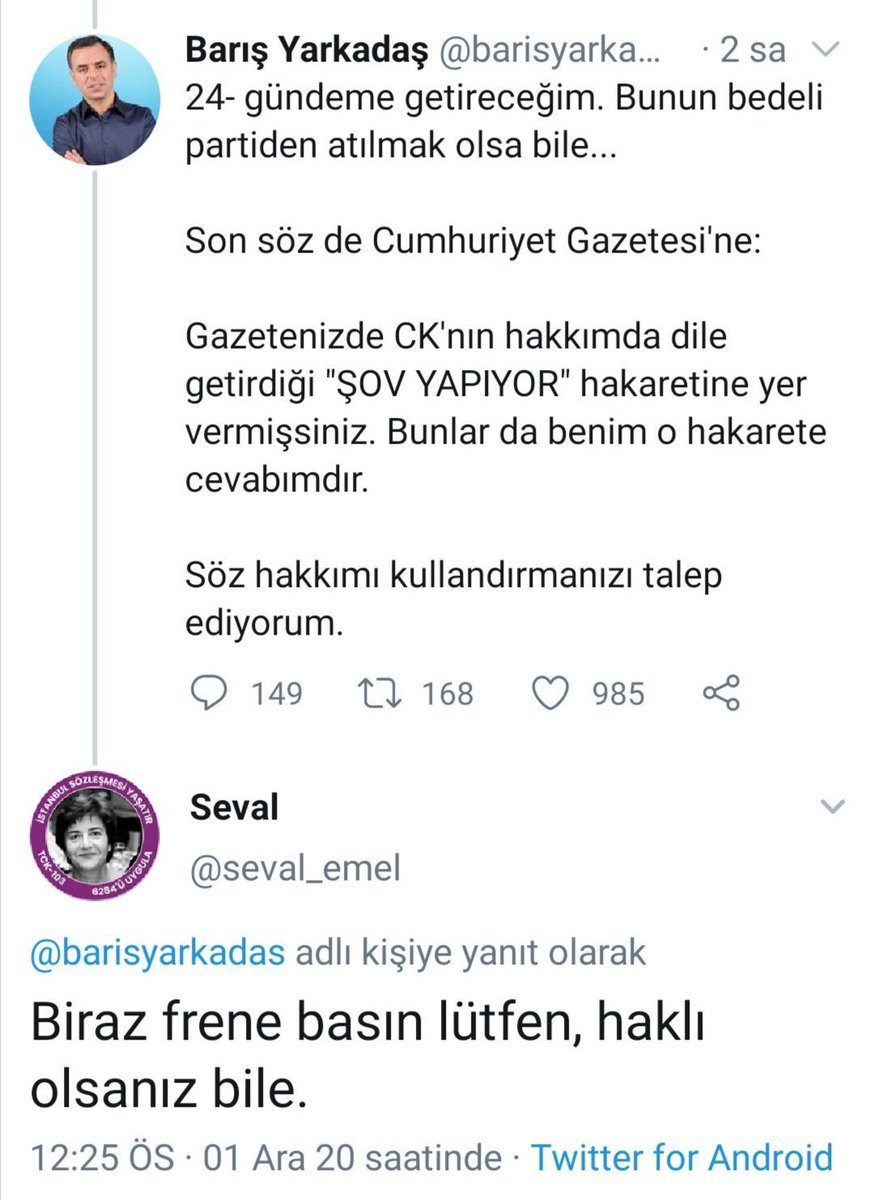 Barış Yarkadaş @barisyarka... · 2 sa
24- gündeme getireceğim. Bunun bedeli
partiden atılmak olsa bile...
Son söz de Cumhuriyet Gazetesi'ne:
Gazetenizde CK'nın hakkımda dile
getirdiği "ŞOV YAPIYOR" hakaretine yer
vermişsiniz. Bunlar da benim o hakarete
cevabımdır.
Söz hakkımı kullandırmanızı talep
ediyorum.
149 168 985
İSTANBUL SÖZLEŞMESİ YAŞATIR
TCK-103
6284'Ü UYGULA
Seval
@seval_emel
@barisyarkadas adlı kişiye yanıt olarak
Biraz frene basın lütfen, haklı
olsanız bile.
12:25 ÖS · 01 Ara 20 saatinde · Twitter for Android